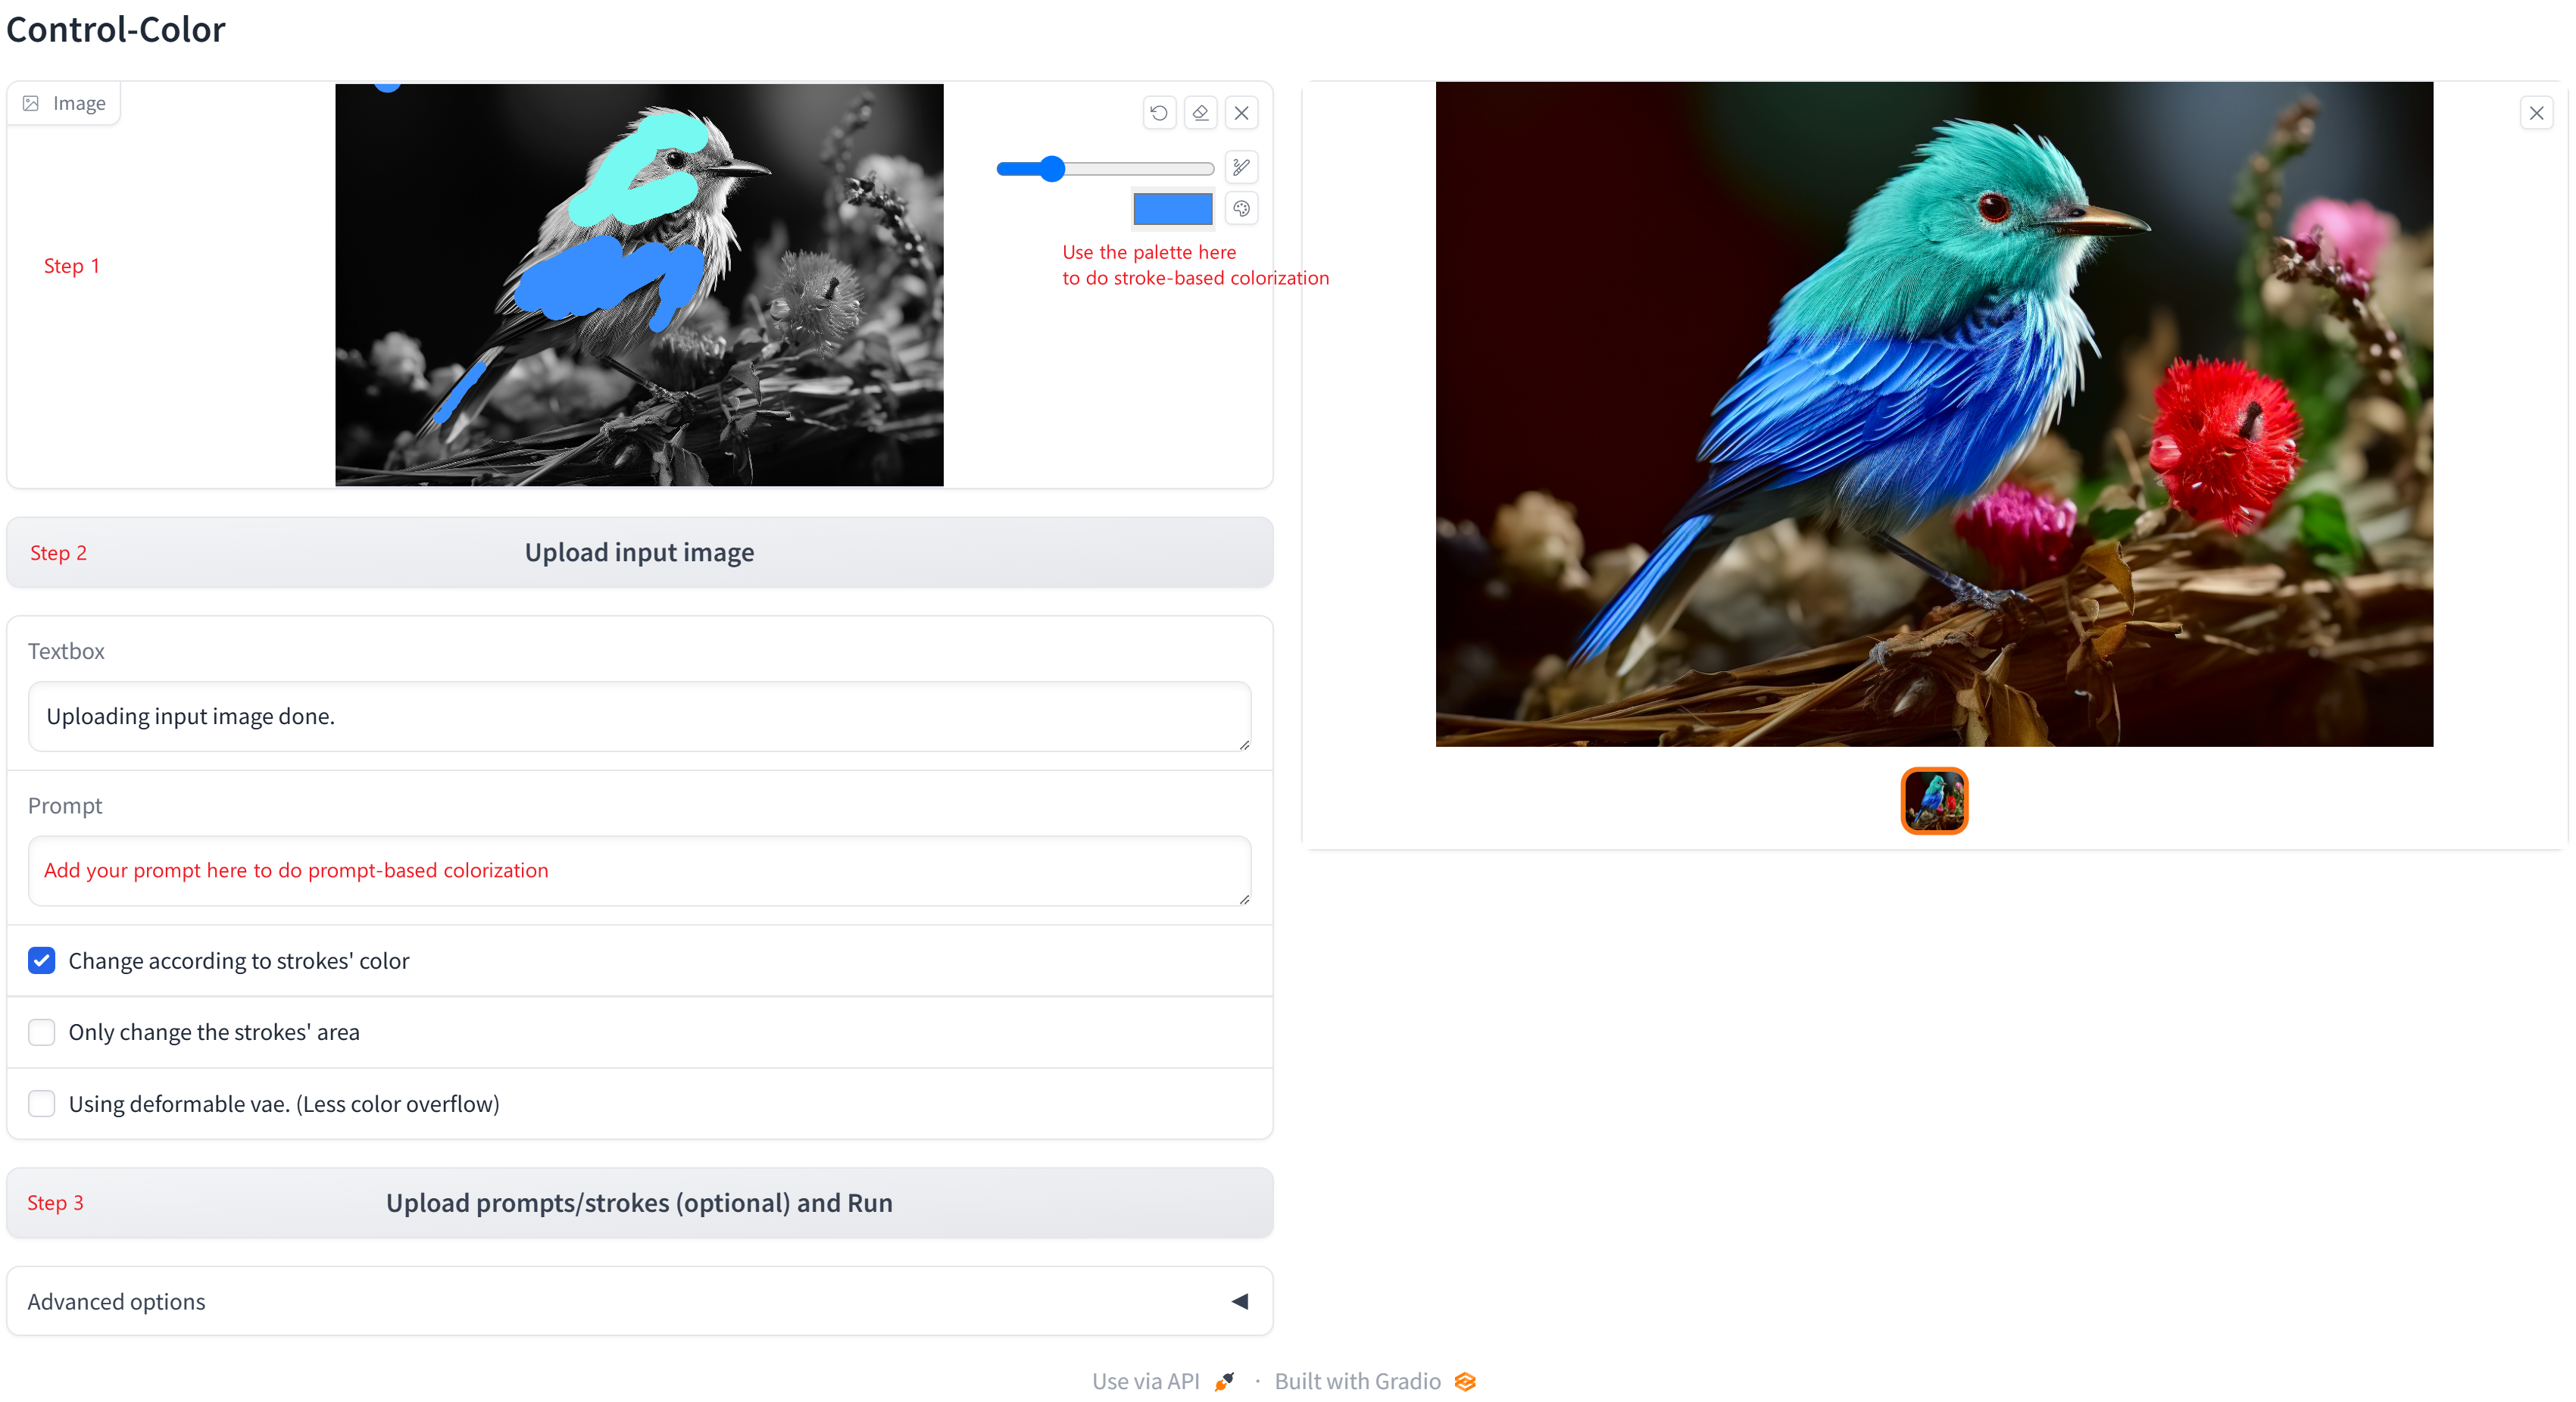 Control-Color
Image
Step 1
Use the palette here
to do stroke-based colorization
Step 2
Upload input image
Textbox
Uploading input image done.
Prompt
Add your prompt here to do prompt-based colorization
Change according to strokes' color
Only change the strokes' area
Using deformable vae. (Less color overflow)
Step 3
Upload prompts/strokes (optional) and Run
Advanced options
Use via API · Built with Gradio